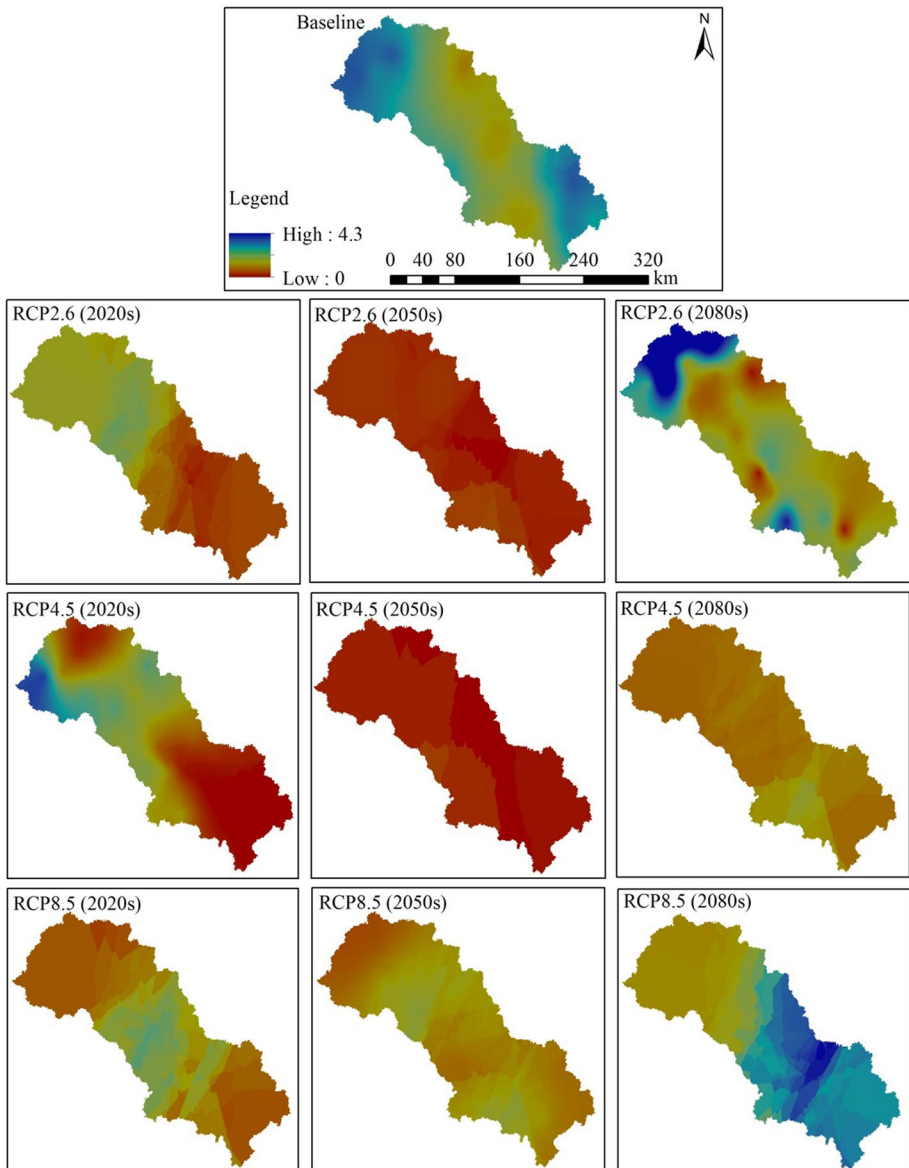 Baseline
N
Legend
High : 4.3
Low : 0
0 40 80 160 240 320
km
RCP2.6 (2020s)
RCP2.6 (2050s)
RCP2.6 (2080s)
RCP4.5 (2020s)
RCP4.5 (2050s)
RCP4.5 (2080s)
RCP8.5 (2020s)
RCP8.5 (2050s)
RCP8.5 (2080s)